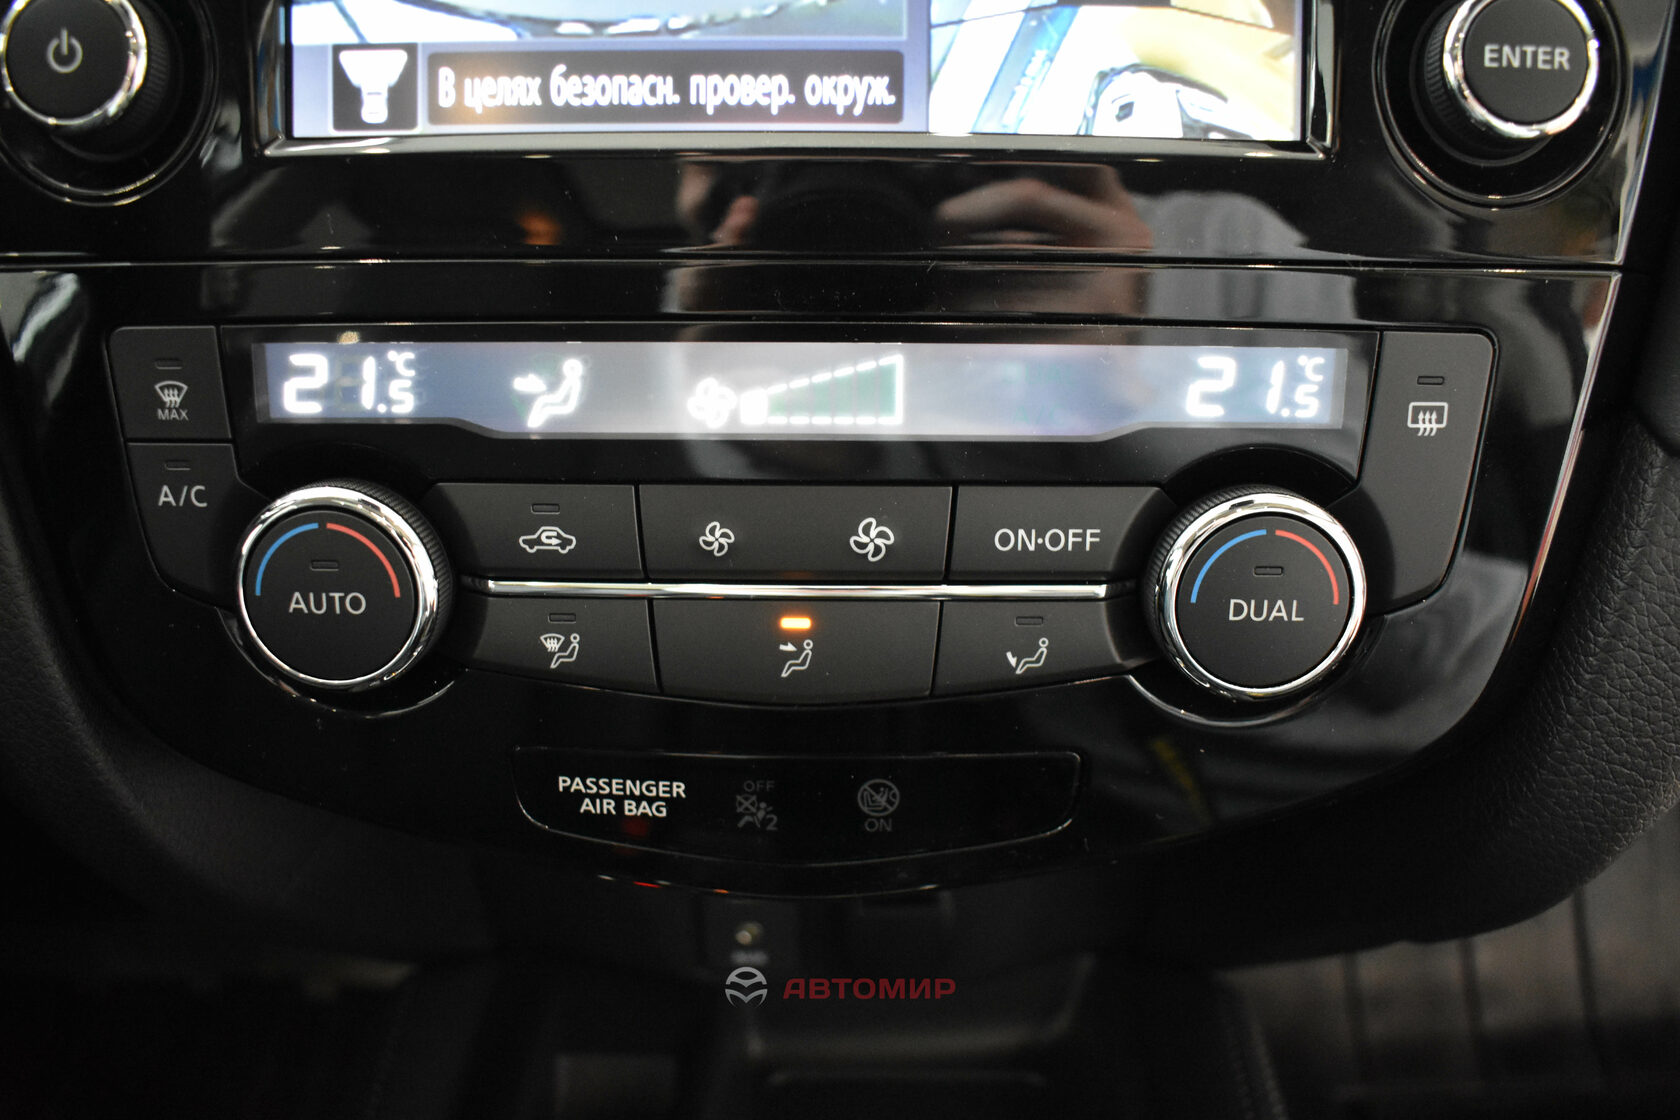 ENTER
В целях безопасн. провер. окруж.
21.5 °C
21.5 °C
MAX
A/C
ON•OFF
AUTO
DUAL
PASSENGER
AIR BAG
OFF
2
ON
АВТОМИР